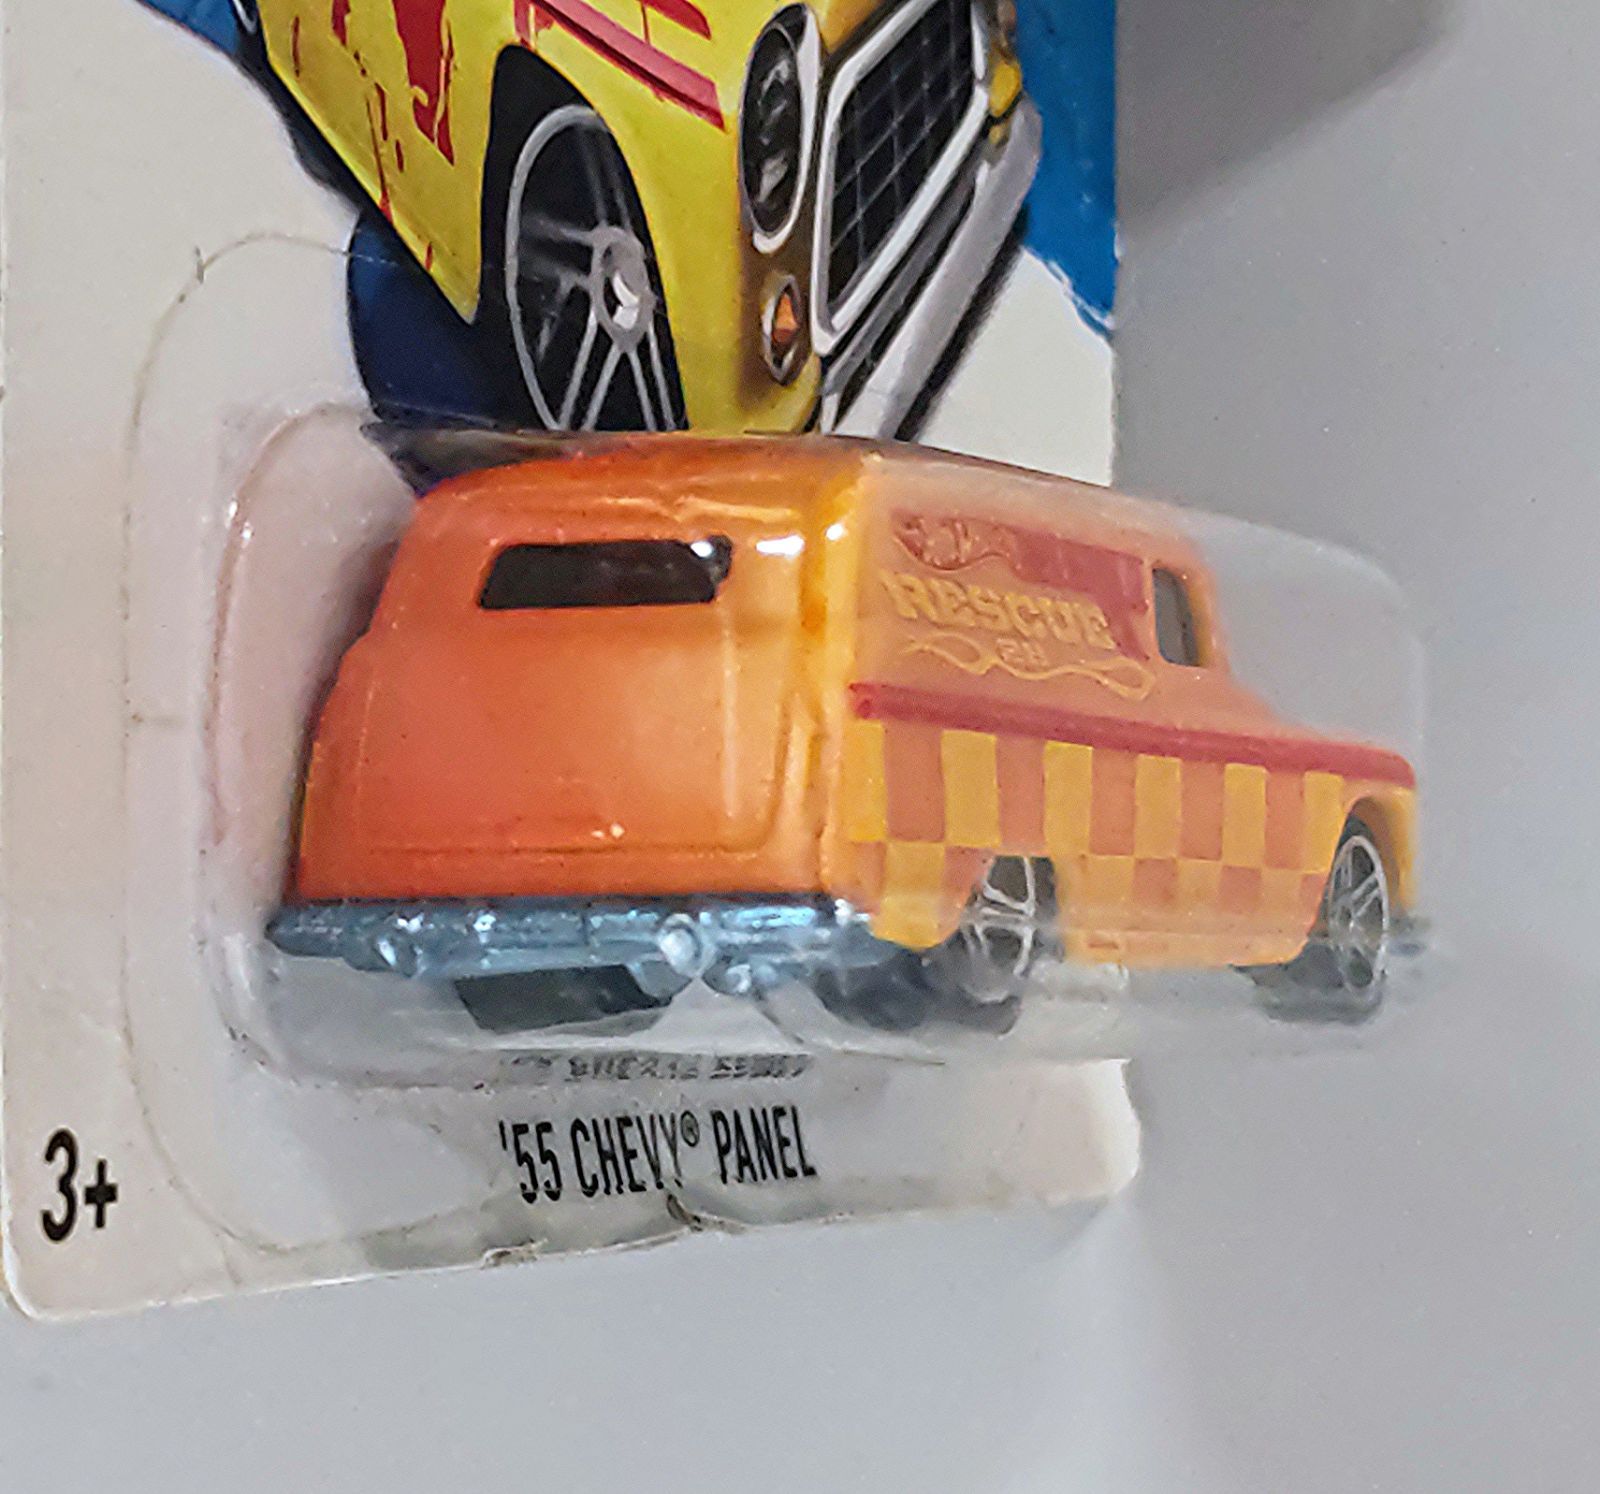 RESCUE
'55 CHEVY® PANEL
3+